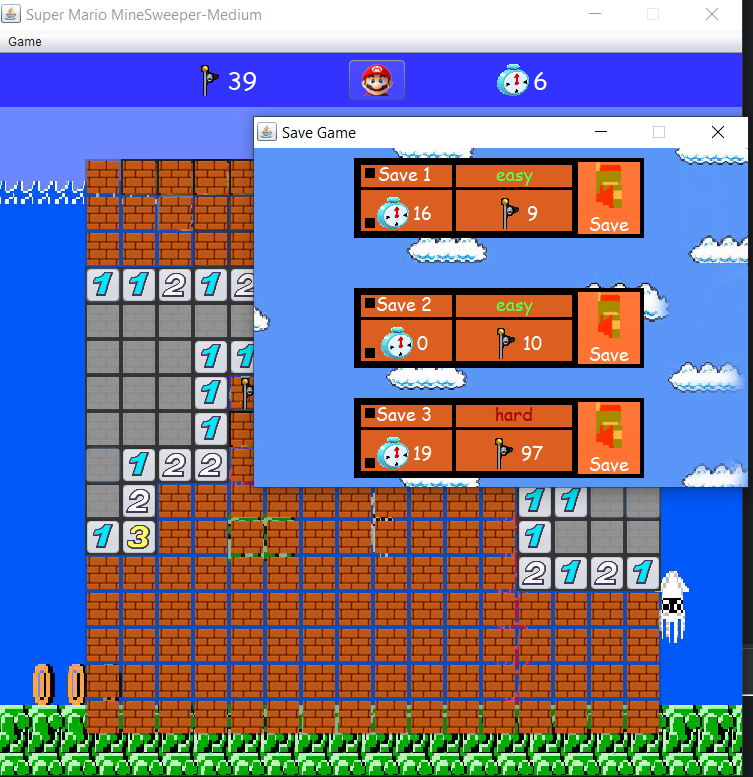 Super Mario MineSweeper-Medium
Game
39
6
Save Game
Save 1 easy
16 9 Save
Save 2 easy
0 10 Save
Save 3 hard
19 97 Save
1 1 2 1 2
1 1
1
1
1 2 2
2 1 1
1 3 1
2 1 2 1